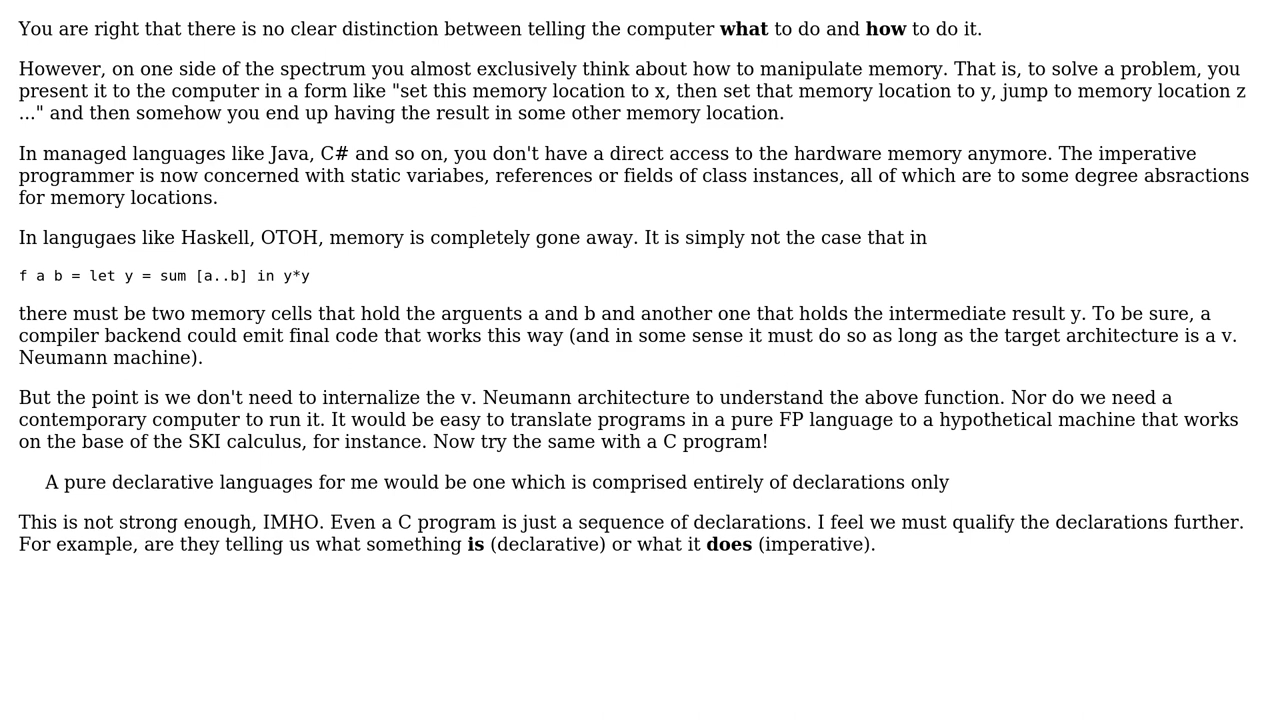 You are right that there is no clear distinction between telling the computer what to do and how to do it.
However, on one side of the spectrum you almost exclusively think about how to manipulate memory. That is, to solve a problem, you
present it to the computer in a form like "set this memory location to x, then set that memory location to y, jump to memory location z
..." and then somehow you end up having the result in some other memory location.
In managed languages like Java, C# and so on, you don't have a direct access to the hardware memory anymore. The imperative
programmer is now concerned with static variabes, references or fields of class instances, all of which are to some degree absractions
for memory locations.
In langugaes like Haskell, OTOH, memory is completely gone away. It is simply not the case that in
f a b = let y = sum [a..b] in y*y
there must be two memory cells that hold the arguents a and b and another one that holds the intermediate result y. To be sure, a
compiler backend could emit final code that works this way (and in some sense it must do so as long as the target architecture is a v.
Neumann machine).
But the point is we don't need to internalize the v. Neumann architecture to understand the above function. Nor do we need a
contemporary computer to run it. It would be easy to translate programs in a pure FP language to a hypothetical machine that works
on the base of the SKI calculus, for instance. Now try the same with a C program!
A pure declarative languages for me would be one which is comprised entirely of declarations only
This is not strong enough, IMHO. Even a C program is just a sequence of declarations. I feel we must qualify the declarations further.
For example, are they telling us what something is (declarative) or what it does (imperative).